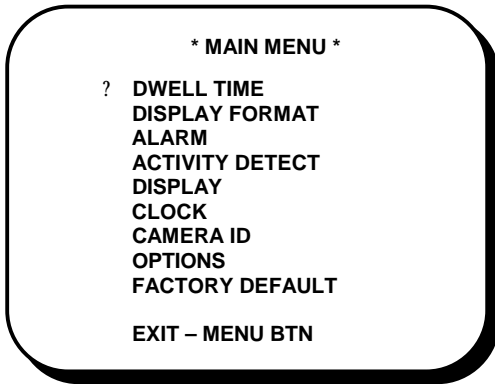 * MAIN MENU *
? DWELL TIME
DISPLAY FORMAT
ALARM
ACTIVITY DETECT
DISPLAY
CLOCK
CAMERA ID
OPTIONS
FACTORY DEFAULT
EXIT – MENU BTN